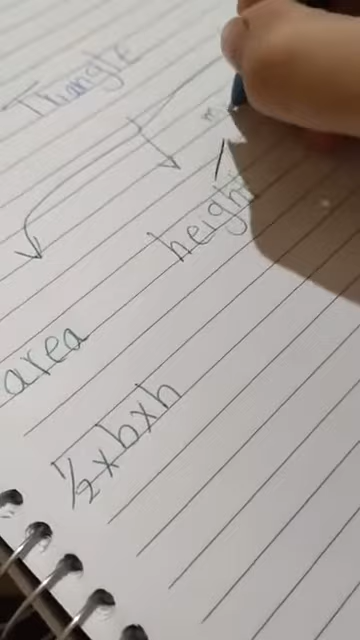 Triangle
height /
area
½ x b x h